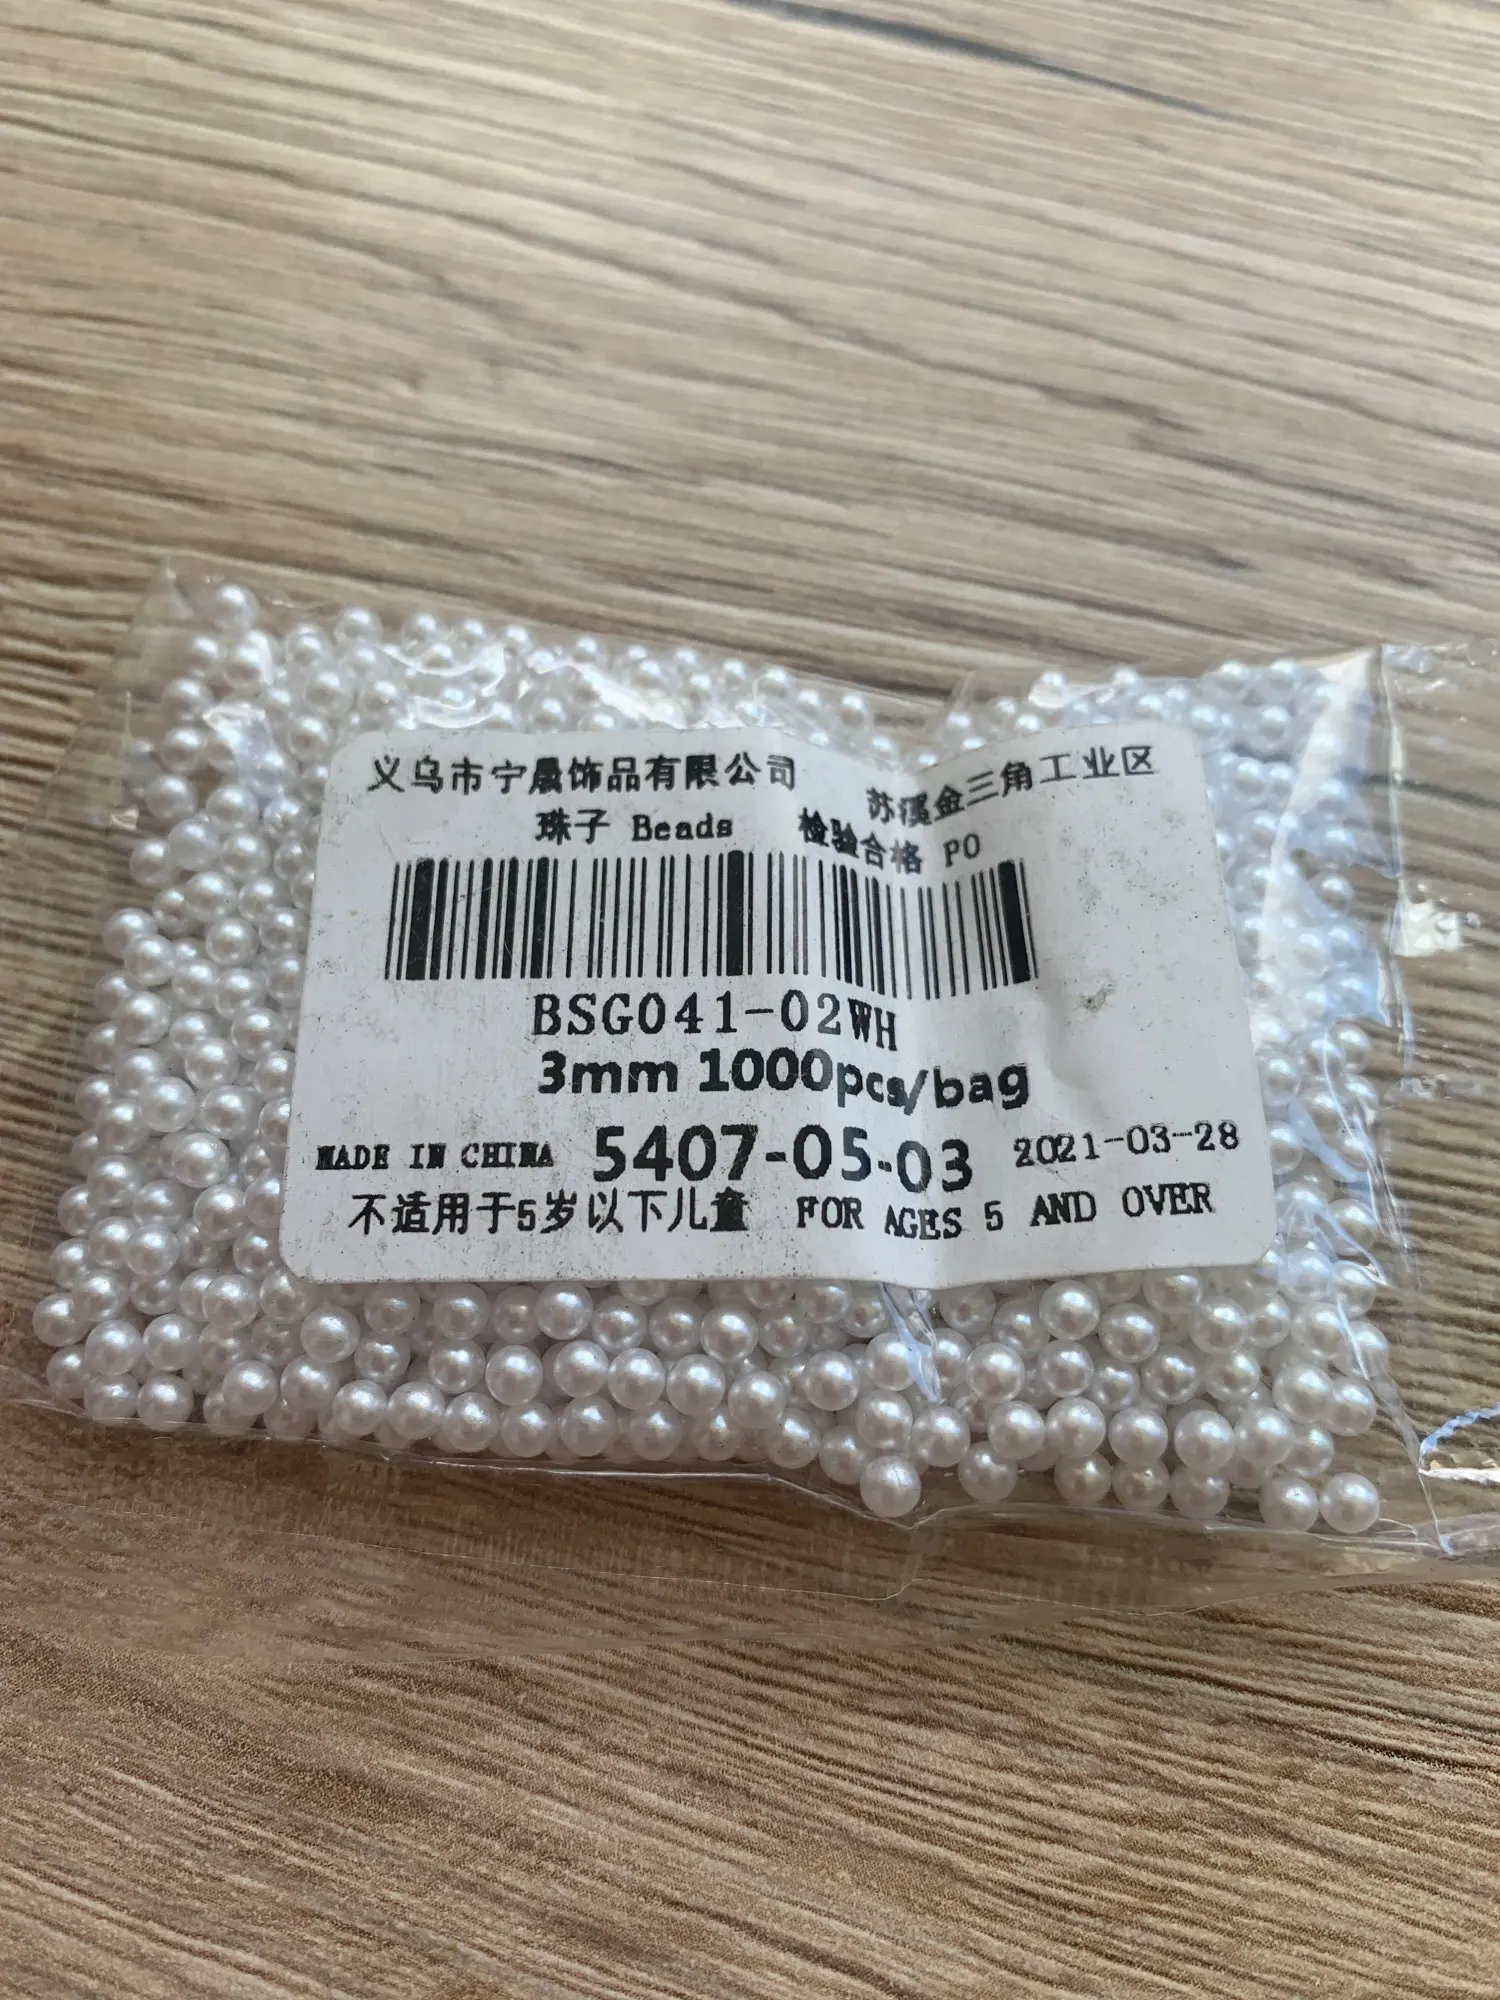 义乌市宁晟饰品有限公司 苏溪金三角工业区
珠子 Beads 检验合格 PO
BSG041-02WH
3mm 1000pcs/bag
MADE IN CHINA 5407-05-03 2021-03-28
不适用于5岁以下儿童 FOR AGES 5 AND OVER